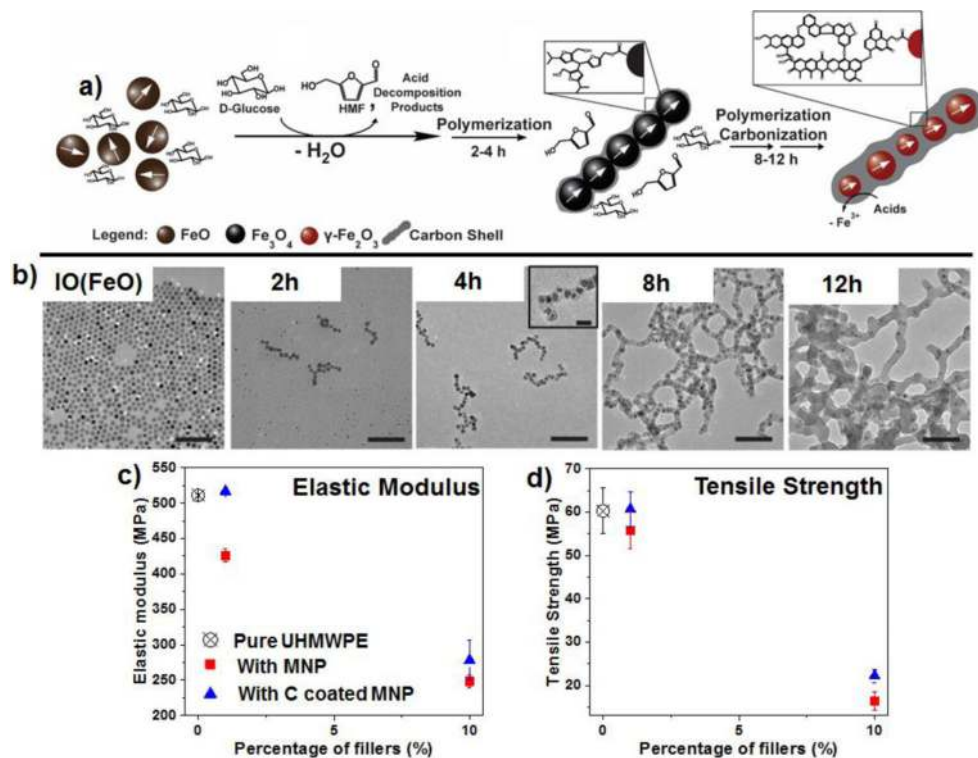 a)
HO
D-Glucose
HO
O
HMF
,
Acid
Decomposition
Products
- H₂O
Polymerization
2-4 h
HO
Polymerization
Carbonization
8-12 h
- Fe³⁺
Acids
Legend: FeO Fe₃O₄ γ-Fe₂O₃ Carbon Shell
b)
IO(FeO)
2h
4h
8h
12h
c)
Elastic Modulus
Elastic modulus (MPa)
550
500
450
400
350
300
250
200
Pure UHMWPE
With MNP
With C coated MNP
0
5
10
Percentage of fillers (%)
d)
Tensile Strength
Tensile Strength (MPa)
70
60
50
40
30
20
0
5
10
Percentage of fillers (%)